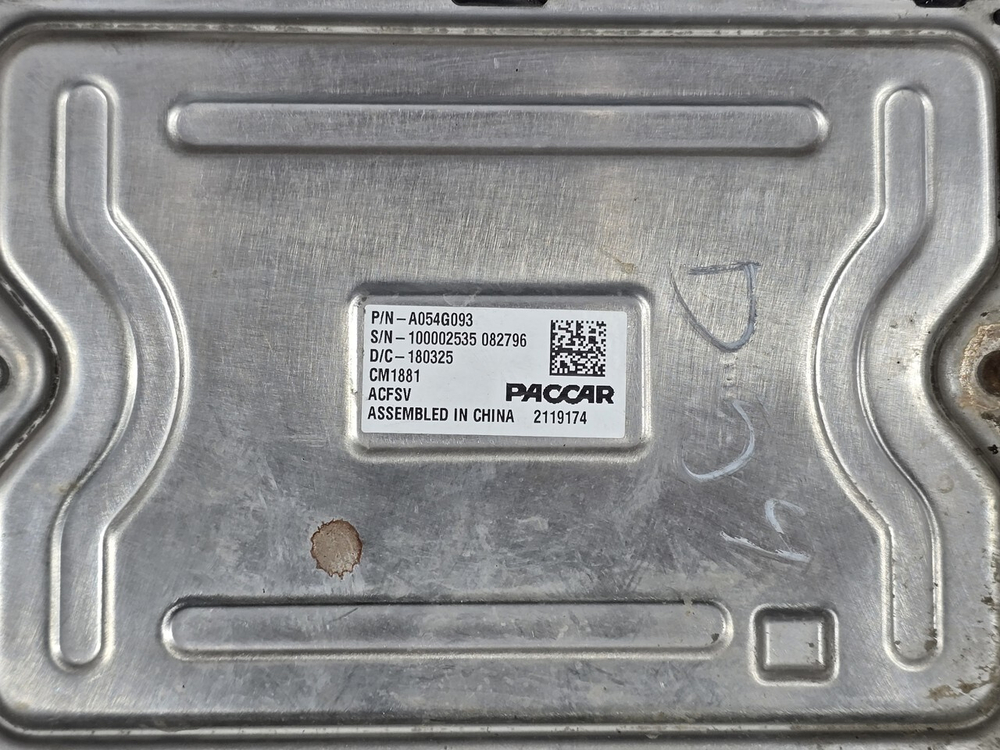 P/N – A054G093
S/N – 100002535 082796
D/C – 180325
CM1881
ACFSV
PACCAR
ASSEMBLED IN CHINA 2119174